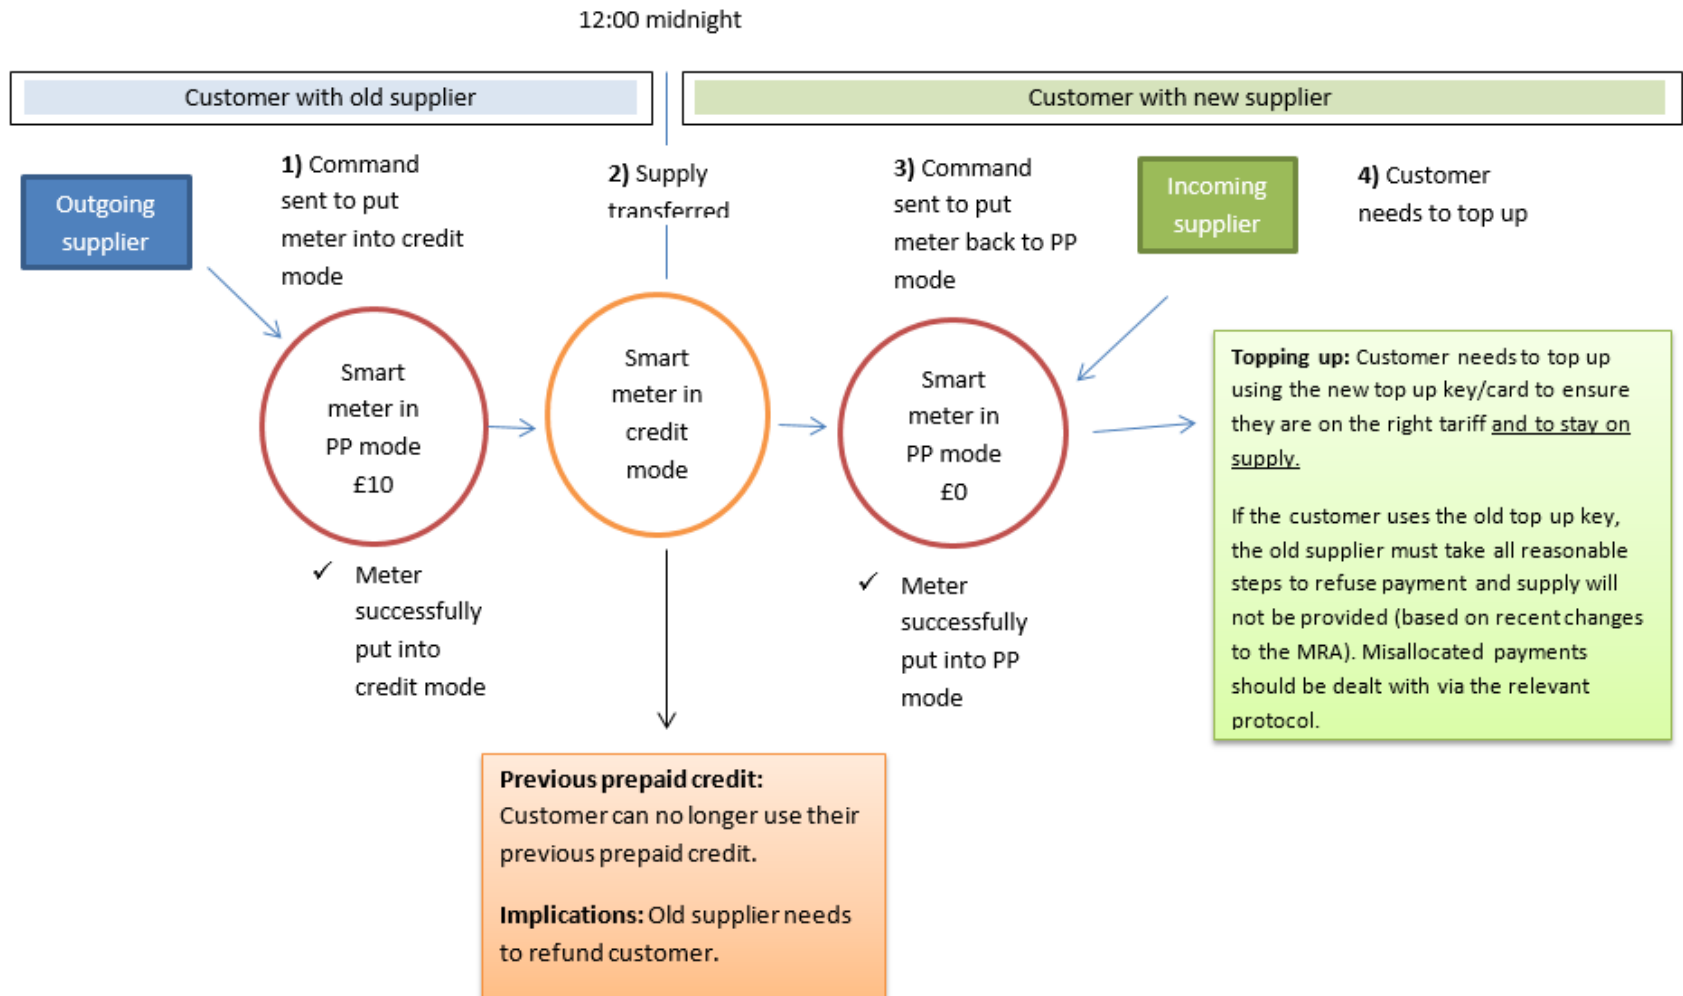 12:00 midnight
Customer with old supplier
Customer with new supplier
Outgoing
supplier
1) Command
sent to put
meter into credit
mode
2) Supply
transferred
3) Command
sent to put
meter back to PP
mode
Incoming
supplier
4) Customer
needs to top up
Smart
meter in
PP mode
£10
Smart
meter in
credit
mode
Smart
meter in
PP mode
£0
✓ Meter
successfully
put into
credit mode
✓ Meter
successfully
put into PP
mode
Topping up: Customer needs to top up
using the new top up key/card to ensure
they are on the right tariff and to stay on
supply.
If the customer uses the old top up key,
the old supplier must take all reasonable
steps to refuse payment and supply will
not be provided (based on recent changes
to the MRA). Misallocated payments
should be dealt with via the relevant
protocol.
Previous prepaid credit:
Customer can no longer use their
previous prepaid credit.
Implications: Old supplier needs
to refund customer.